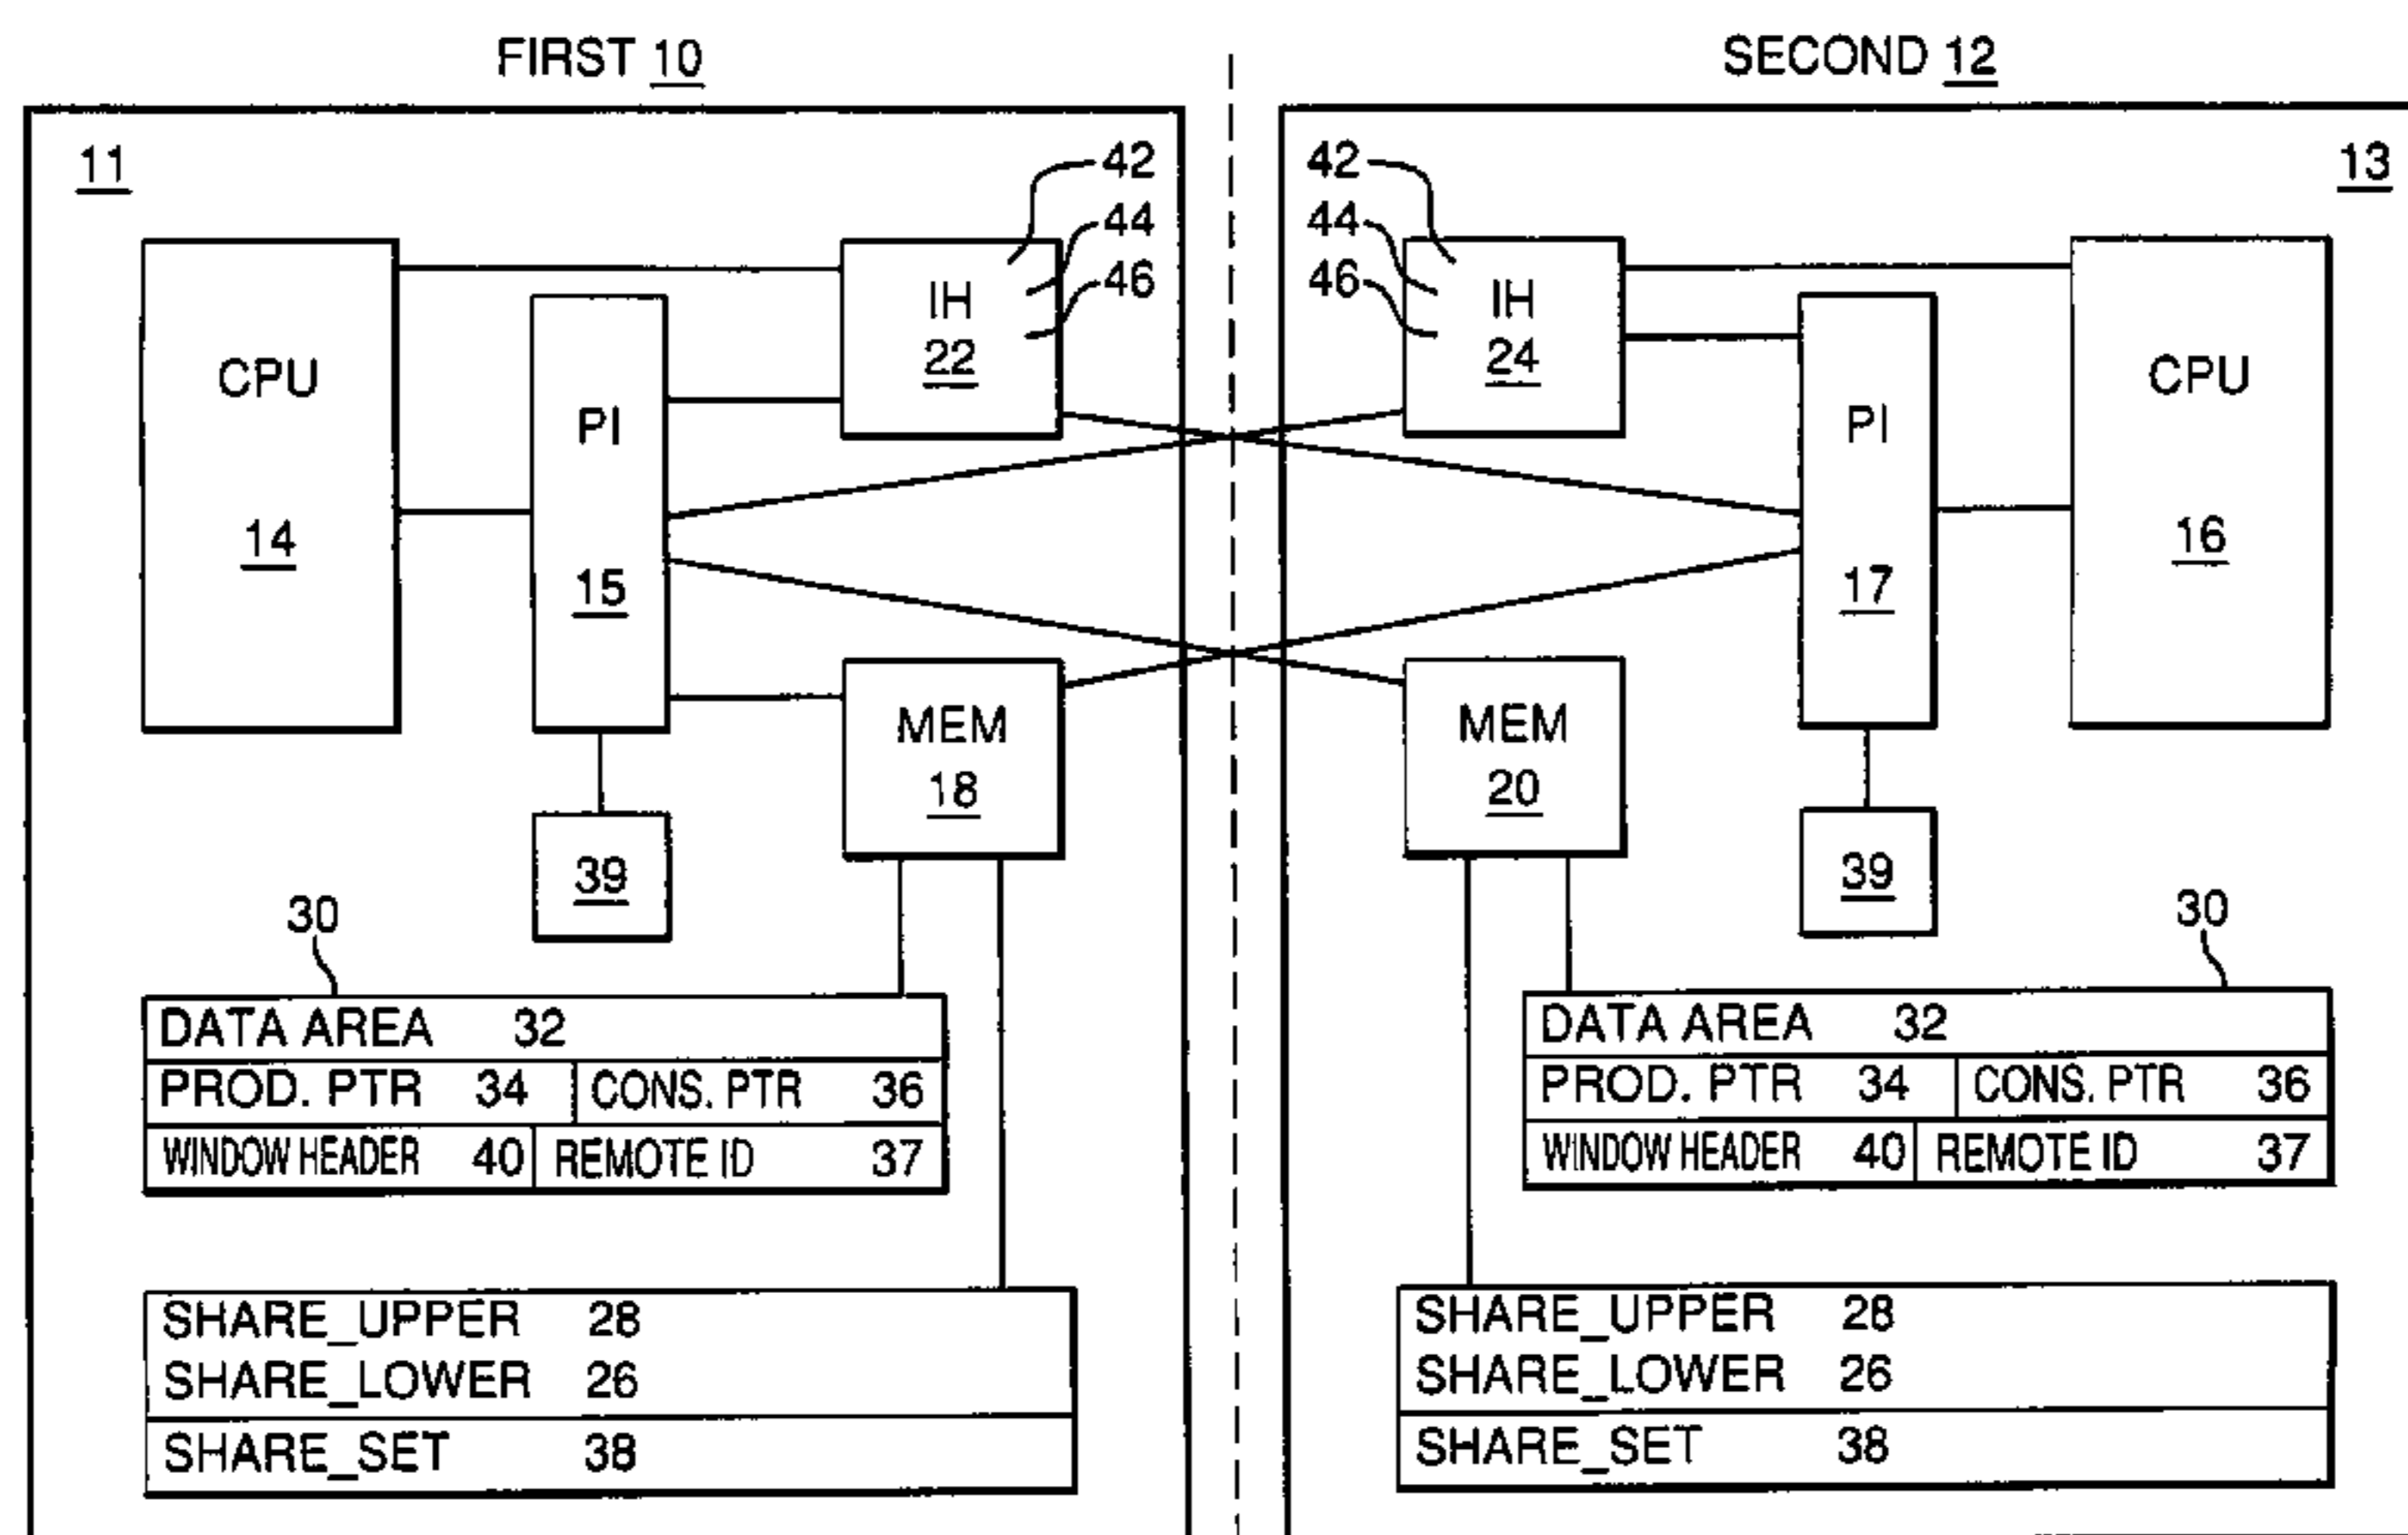 FIRST 10
SECOND 12
11
42
44
46
IH
22
CPU
14
PI
15
MEM
18
39
30
DATA AREA 32
PROD. PTR 34 CONS. PTR 36
WINDOW HEADER 40 REMOTE ID 37
SHARE_UPPER 28
SHARE_LOWER 26
SHARE_SET 38
13
42
44
46
IH
24
PI
17
CPU
16
MEM
20
39
30
DATA AREA 32
PROD. PTR 34 CONS. PTR 36
WINDOW HEADER 40 REMOTE ID 37
SHARE_UPPER 28
SHARE_LOWER 26
SHARE_SET 38